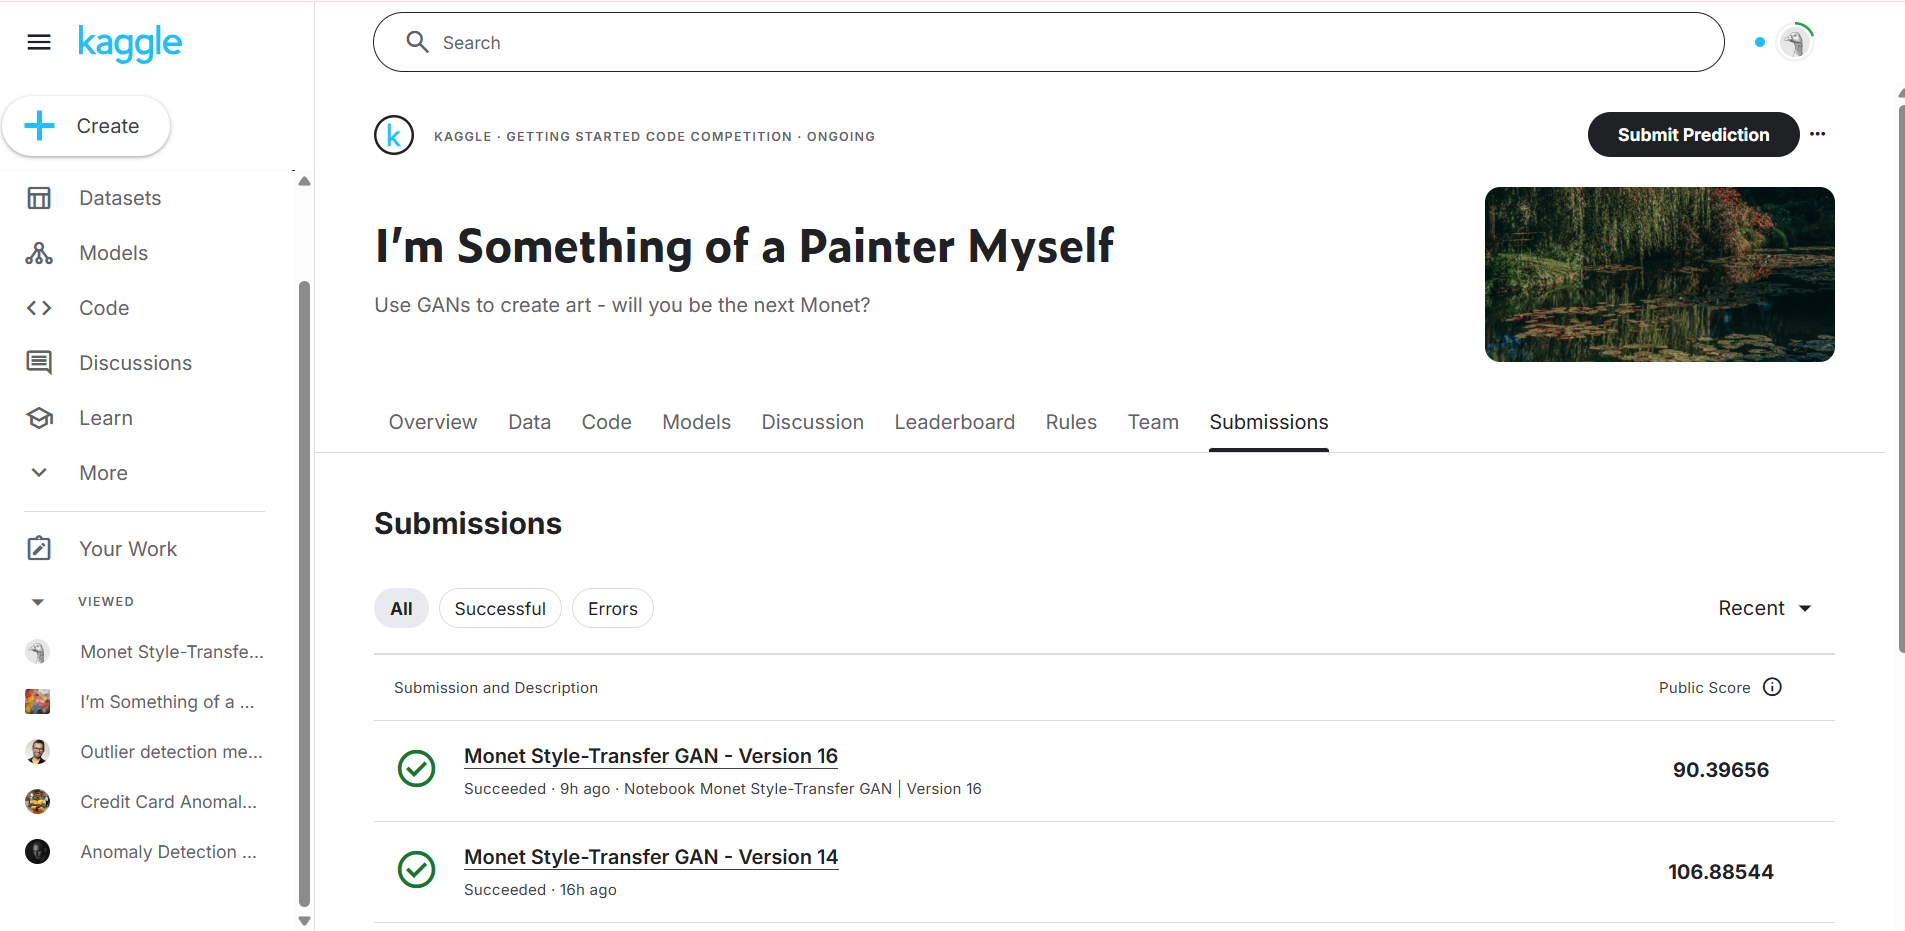 kaggle
Search
Create
Datasets
Models
Code
Discussions
Learn
More
Your Work
VIEWED
Monet Style-Transfe...
I'm Something of a ...
Outlier detection me...
Credit Card Anomal...
Anomaly Detection ...
k
KAGGLE · GETTING STARTED CODE COMPETITION · ONGOING
Submit Prediction
I'm Something of a Painter Myself
Use GANs to create art - will you be the next Monet?
Overview Data Code Models Discussion Leaderboard Rules Team Submissions
Submissions
All Successful Errors
Recent
Submission and Description Public Score
Monet Style-Transfer GAN - Version 16
Succeeded · 9h ago · Notebook Monet Style-Transfer GAN | Version 16
90.39656
Monet Style-Transfer GAN - Version 14
Succeeded · 16h ago
106.88544